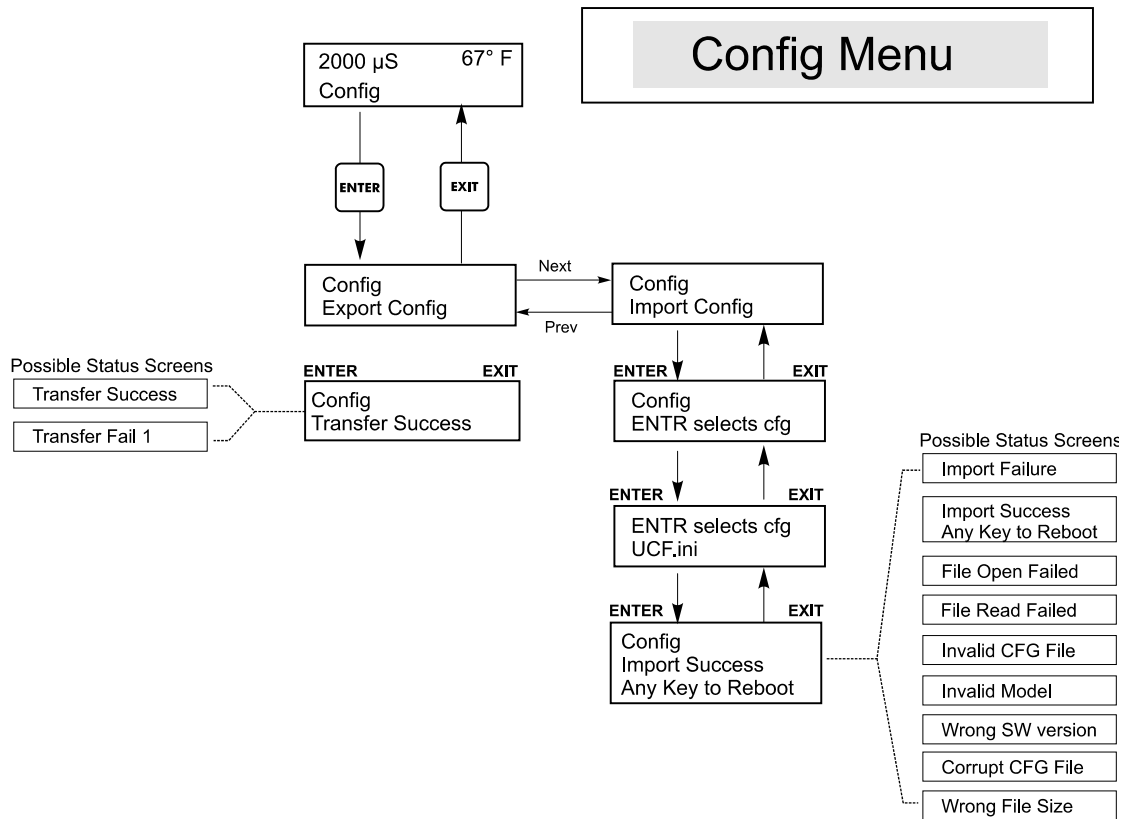 Config Menu
2000 µS 67° F
Config
ENTER EXIT
Config
Export Config
Next
Prev
Config
Import Config
Possible Status Screens
Transfer Success
Transfer Fail 1
ENTER EXIT
Config
Transfer Success
ENTER EXIT
Config
ENTR selects cfg
ENTER EXIT
ENTR selects cfg
UCF.ini
ENTER EXIT
Config
Import Success
Any Key to Reboot
Possible Status Screens
Import Failure
Import Success
Any Key to Reboot
File Open Failed
File Read Failed
Invalid CFG File
Invalid Model
Wrong SW version
Corrupt CFG File
Wrong File Size